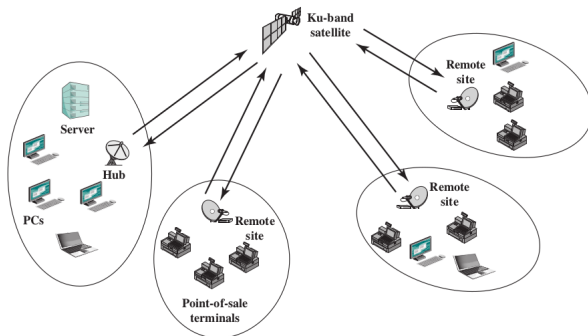 Ku-band
satellite
Remote
site
Server
Hub
PCs
Remote
site
Point-of-sale
terminals
Remote
site